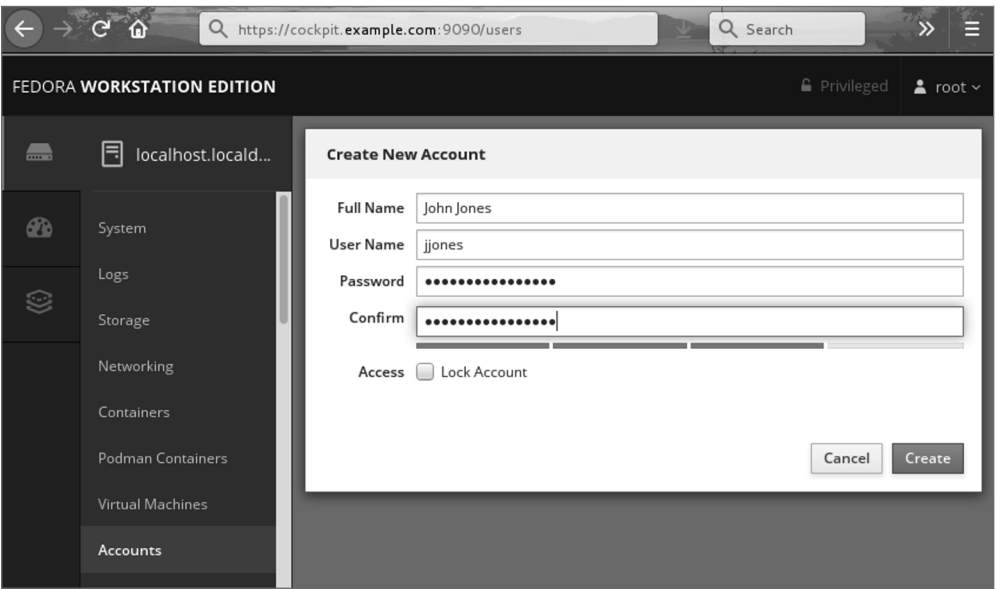 https://cockpit.example.com:9090/users
Search
FEDORA WORKSTATION EDITION
Privileged
root
localhost.locald...
System
Logs
Storage
Networking
Containers
Podman Containers
Virtual Machines
Accounts
Create New Account
Full Name John Jones
User Name jjones
Password ••••••••••••••••
Confirm ••••••••••••••••
Access Lock Account
Cancel Create